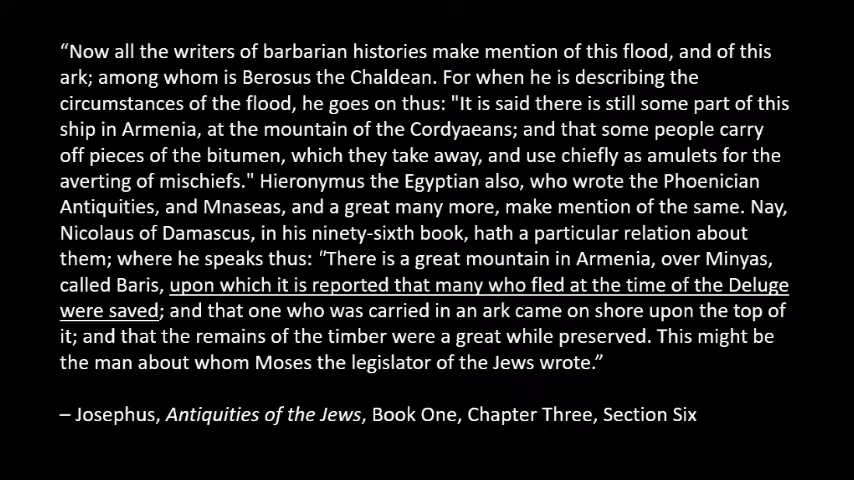 “Now all the writers of barbarian histories make mention of this flood, and of this
ark; among whom is Berosus the Chaldean. For when he is describing the
circumstances of the flood, he goes on thus: "It is said there is still some part of this
ship in Armenia, at the mountain of the Cordyaeans; and that some people carry
off pieces of the bitumen, which they take away, and use chiefly as amulets for the
averting of mischiefs." Hieronymus the Egyptian also, who wrote the Phoenician
Antiquities, and Mnaseas, and a great many more, make mention of the same. Nay,
Nicolaus of Damascus, in his ninety-sixth book, hath a particular relation about
them; where he speaks thus: "There is a great mountain in Armenia, over Minyas,
called Baris, upon which it is reported that many who fled at the time of the Deluge
were saved; and that one who was carried in an ark came on shore upon the top of
it; and that the remains of the timber were a great while preserved. This might be
the man about whom Moses the legislator of the Jews wrote.”
– Josephus, Antiquities of the Jews, Book One, Chapter Three, Section Six